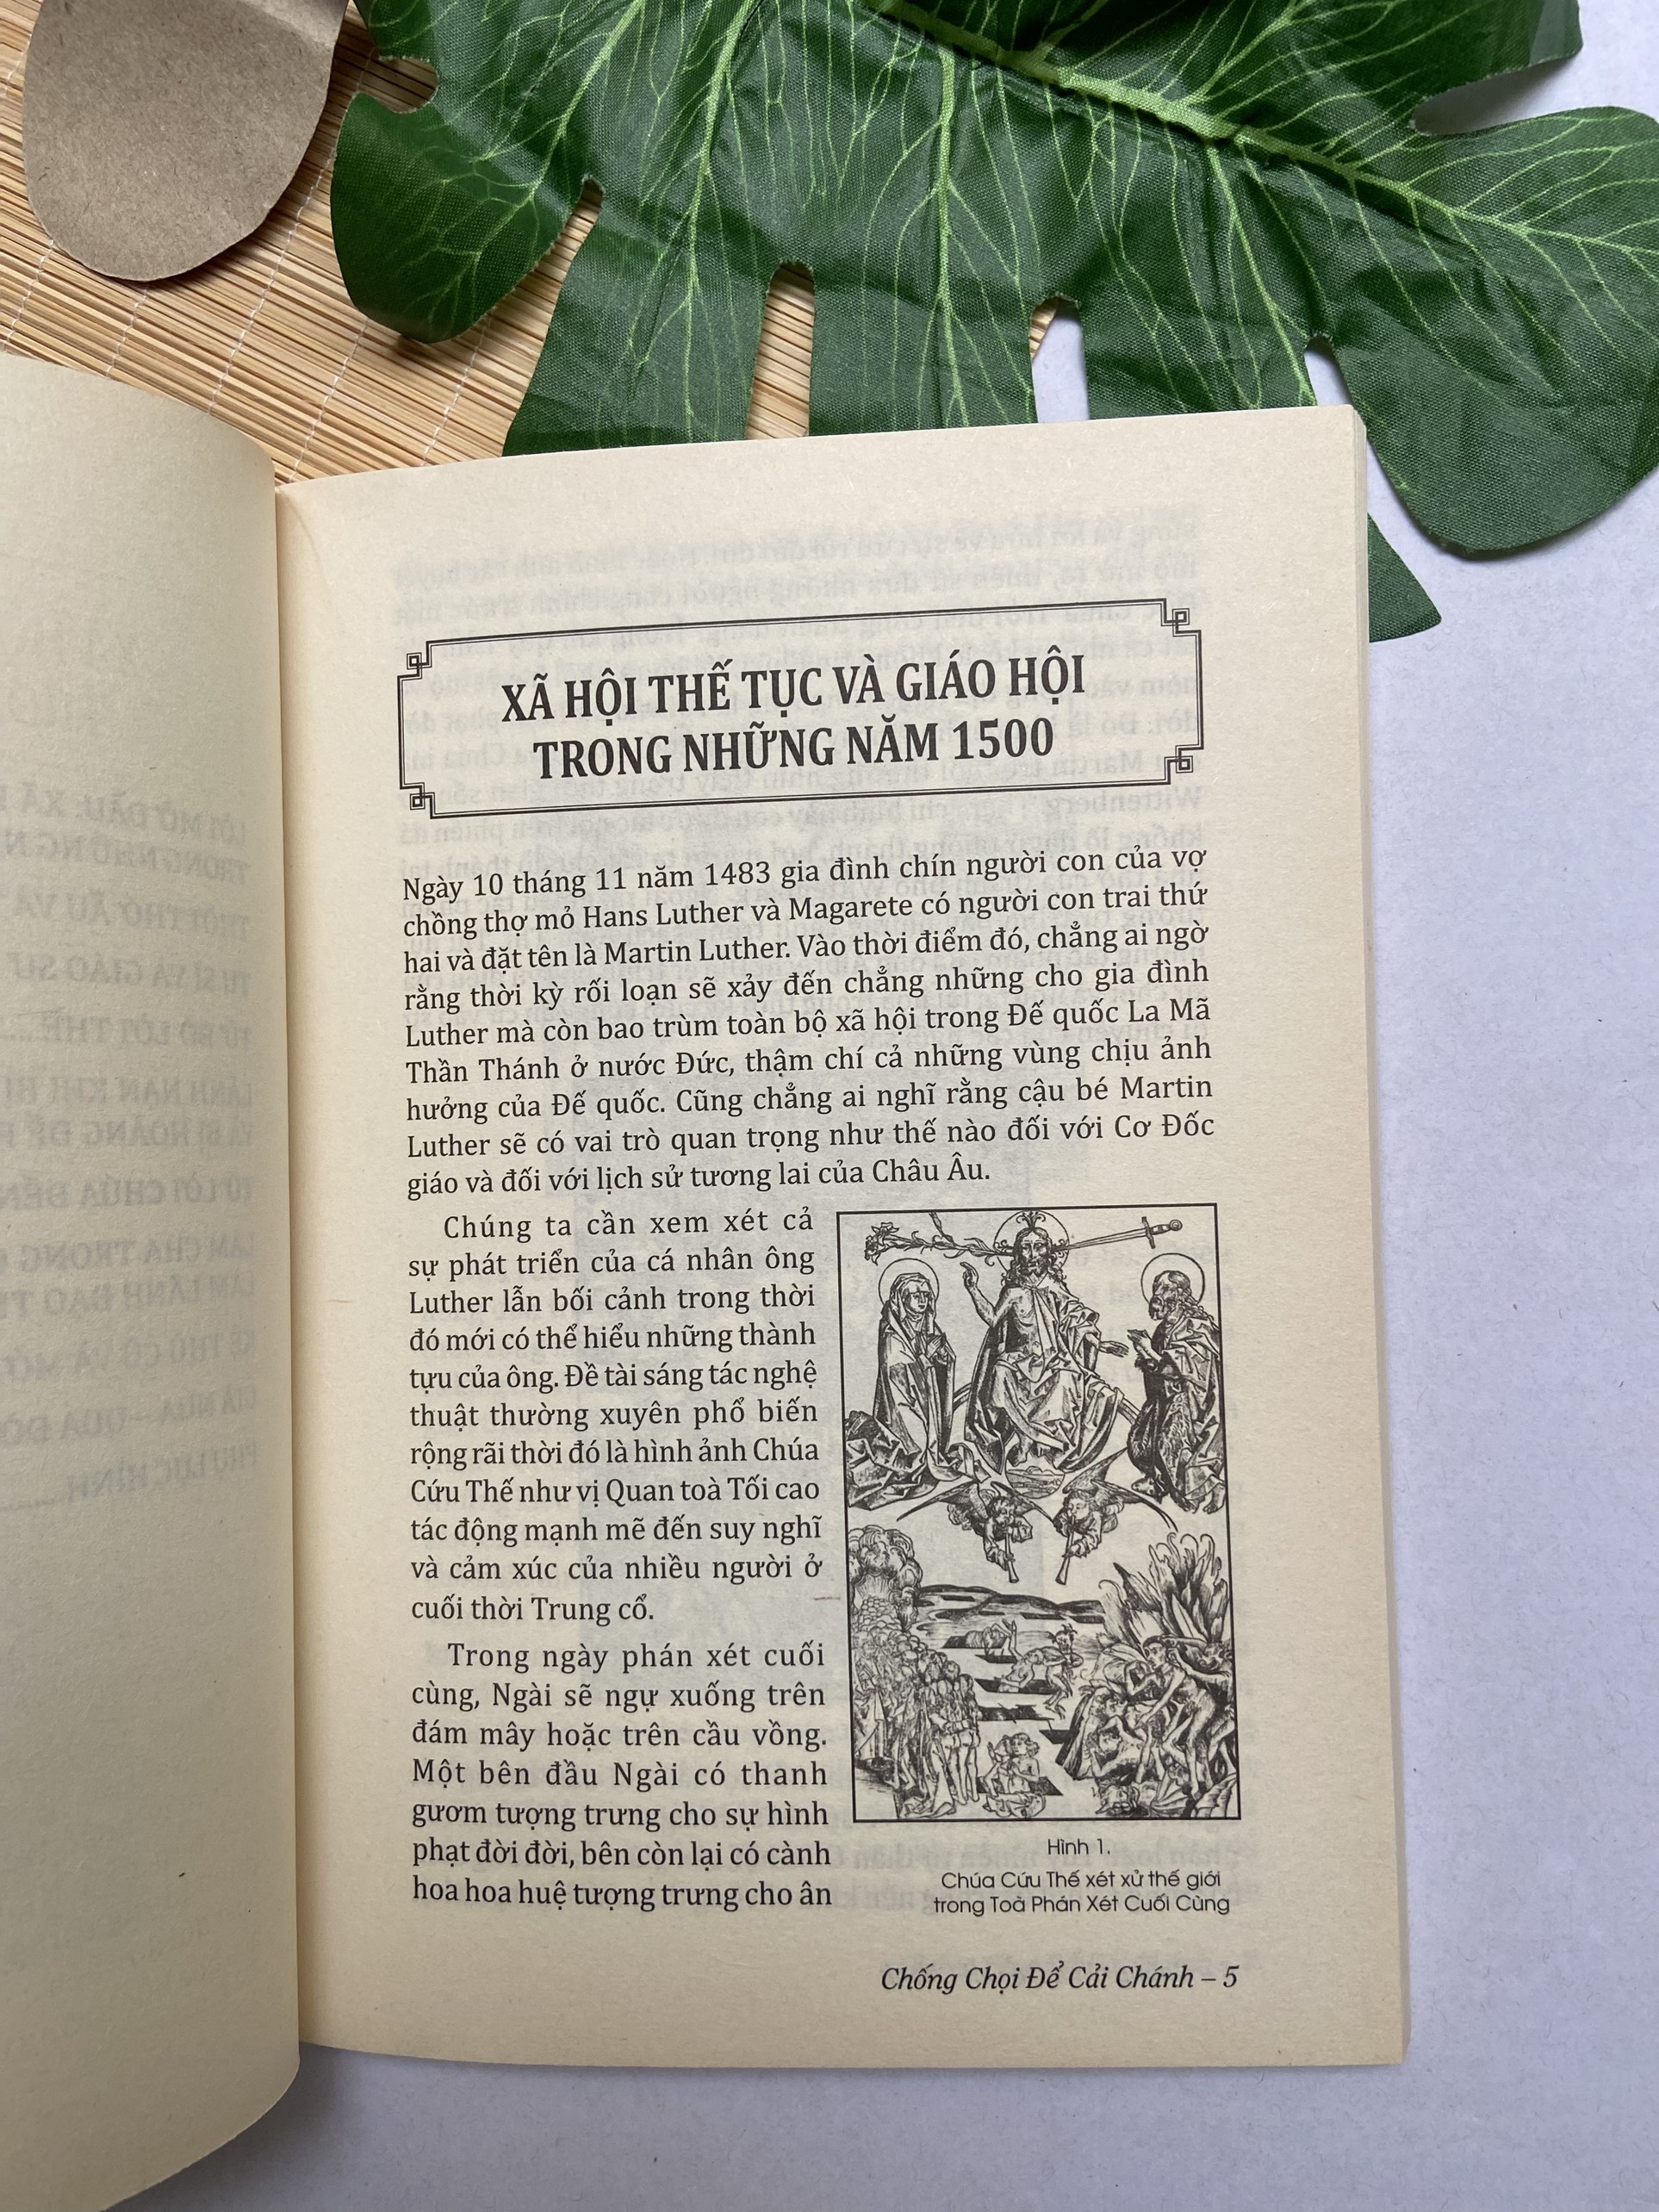 XÃ HỘI THẾ TỤC VÀ GIÁO HỘI
TRONG NHỮNG NĂM 1500
Ngày 10 tháng 11 năm 1483 gia đình chín người con của vợ
chồng thợ mỏ Hans Luther và Magarete có người con trai thứ
hai và đặt tên là Martin Luther. Vào thời điểm đó, chẳng ai ngờ
rằng thời kỳ rối loạn sẽ xảy đến chẳng những cho gia đình
Luther mà còn bao trùm toàn bộ xã hội trong Đế quốc La Mã
Thần Thánh ở nước Đức, thậm chí cả những vùng chịu ảnh
hưởng của Đế quốc. Cũng chẳng ai nghĩ rằng cậu bé Martin
Luther sẽ có vai trò quan trọng như thế nào đối với Cơ Đốc
giáo và đối với lịch sử tương lai của Châu Âu.
Chúng ta cần xem xét cả
sự phát triển của cá nhân ông
Luther lẫn bối cảnh trong thời
đó mới có thể hiểu những thành
tựu của ông. Đề tài sáng tác nghệ
thuật thường xuyên phổ biến
rộng rãi thời đó là hình ảnh Chúa
Cứu Thế như vị Quan toà Tối cao
tác động mạnh mẽ đến suy nghĩ
và cảm xúc của nhiều người ở
cuối thời Trung cổ.
Trong ngày phán xét cuối
cùng, Ngài sẽ ngự xuống trên
đám mây hoặc trên cầu vồng.
Một bên đầu Ngài có thanh
gươm tượng trưng cho sự hình
phạt đời đời, bên còn lại có cành
hoa hoa huệ tượng trưng cho ân
Hình 1.
Chúa Cứu Thế xét xử thế giới
trong Toà Phán Xét Cuối Cùng
Chống Chọi Để Cải Chánh – 5